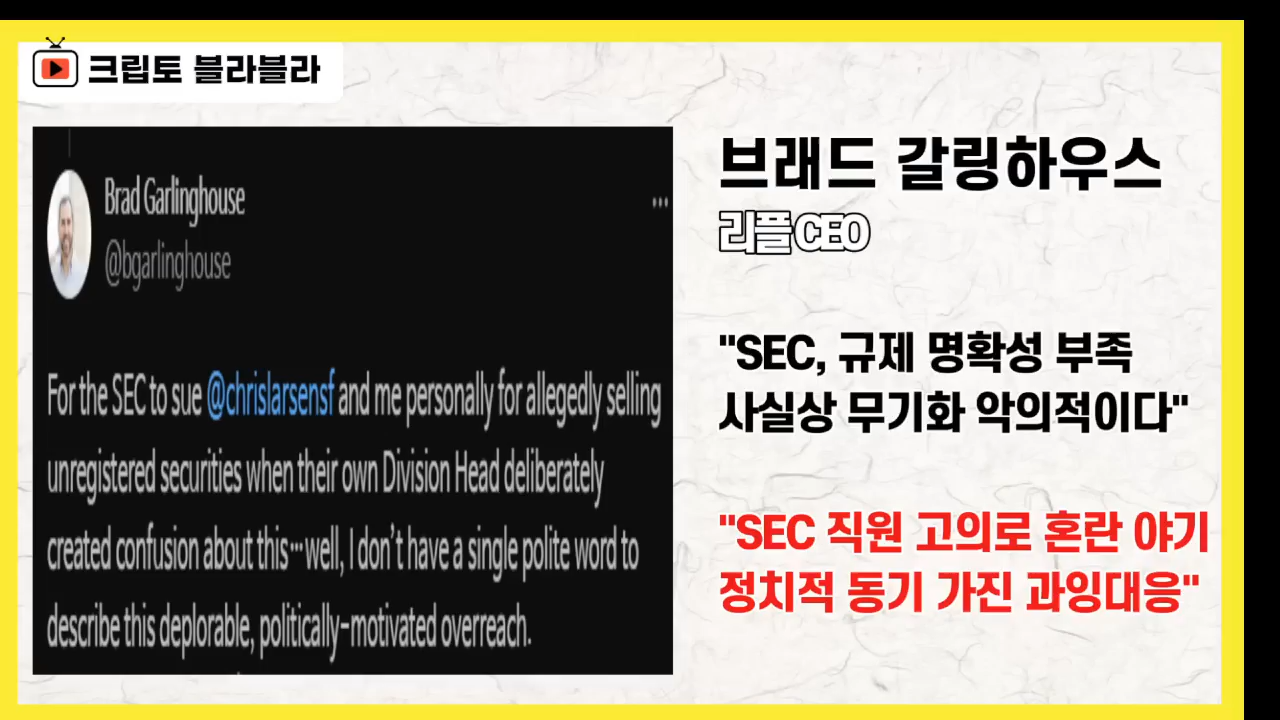 크립토 블라블라
Brad Garlinghouse
@bgarlinghouse
For the SEC to sue @chrislarsensf and me personally for allegedly selling
unregistered securities when their own Division Head deliberately
created confusion about this…well, I don't have a single polite word to
describe this deplorable, politically-motivated overreach.
브래드 갈링하우스
리플 CEO
"SEC, 규제 명확성 부족
사실상 무기화 악의적이다"
"SEC 직원 고의로 혼란 야기
정치적 동기 가진 과잉대응"